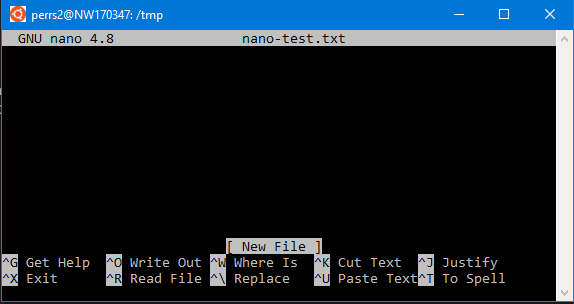 perrs2@NW170347: /tmp
GNU nano 4.8 nano-test.txt
[ New File ]
^G Get Help ^O Write Out ^W Where Is ^K Cut Text ^J Justify
^X Exit ^R Read File ^\ Replace ^U Paste Text ^T To Spell